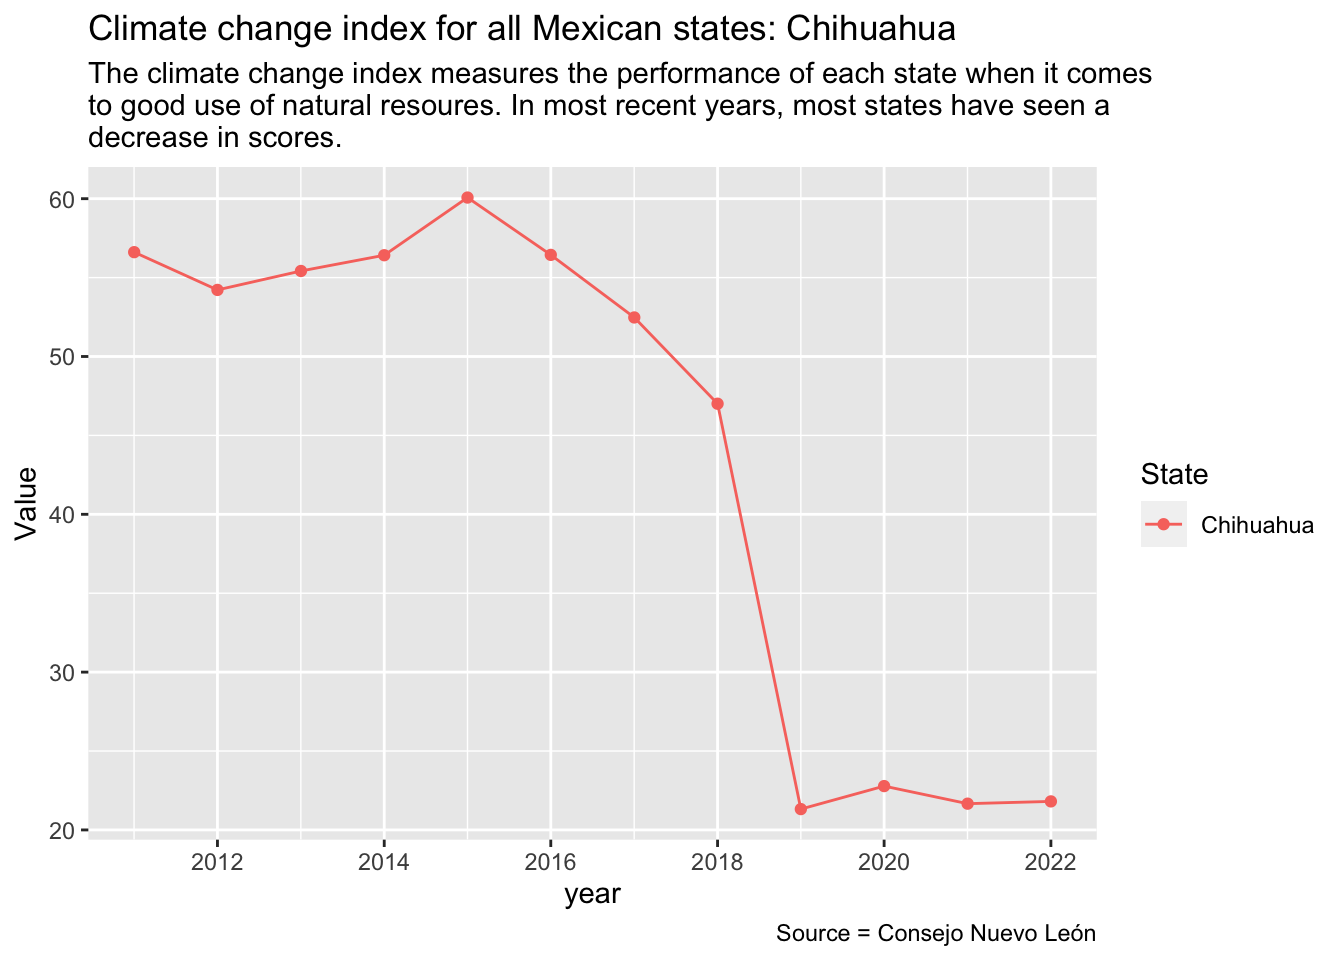 Climate change index for all Mexican states: Chihuahua
The climate change index measures the performance of each state when it comes
to good use of natural resoures. In most recent years, most states have seen a
decrease in scores.
60
50
40
30
20
Value
2012
2014
2016
2018
2020
2022
year
State
Chihuahua
Source = Consejo Nuevo León